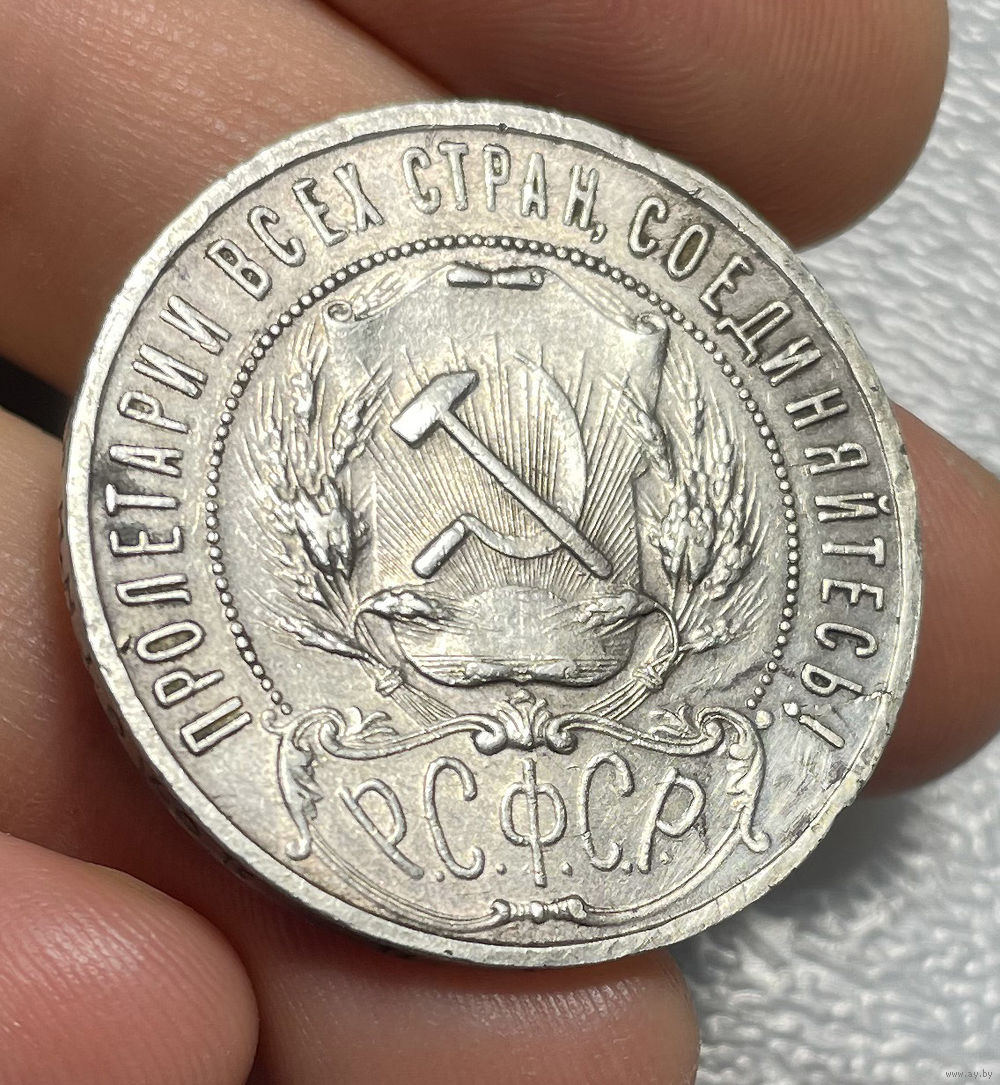 ПРОЛЕТАРИИ ВСЕХ СТРАН, СОЕДИНЯЙТЕСЬ!
Р.С.Ф.С.Р.
www.ay.by